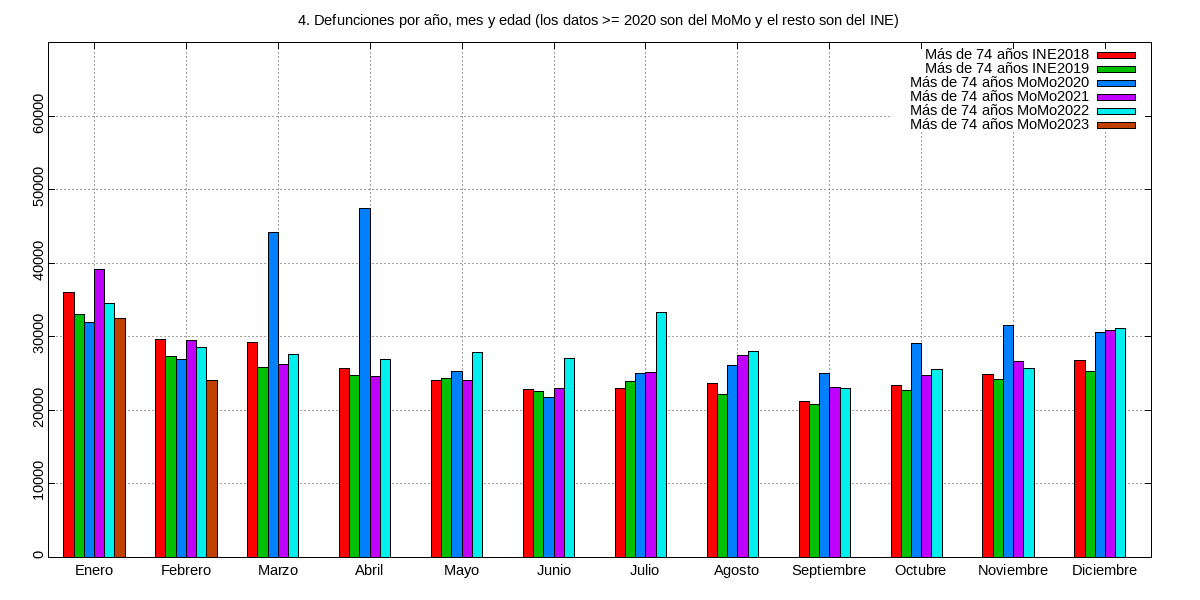 4. Defunciones por año, mes y edad (los datos >= 2020 son del MoMo y el resto son del INE)
Más de 74 años INE2018
Más de 74 años INE2019
Más de 74 años MoMo2020
Más de 74 años MoMo2021
Más de 74 años MoMo2022
Más de 74 años MoMo2023
60000
50000
40000
30000
20000
10000
0
Enero Febrero Marzo Abril Mayo Junio Julio Agosto Septiembre Octubre Noviembre Diciembre